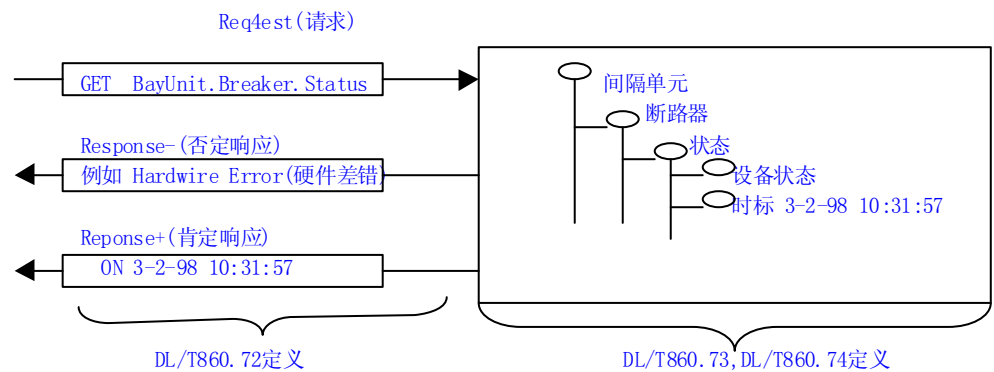 Req4est(请求)
GET BayUnit.Breaker.Status
Response-(否定响应)
例如 Hardwire Error(硬件差错)
Reponse+(肯定响应)
ON 3-2-98 10:31:57
DL/T860.72定义
间隔单元
断路器
状态
设备状态
时标 3-2-98 10:31:57
DL/T860.73,DL/T860.74定义